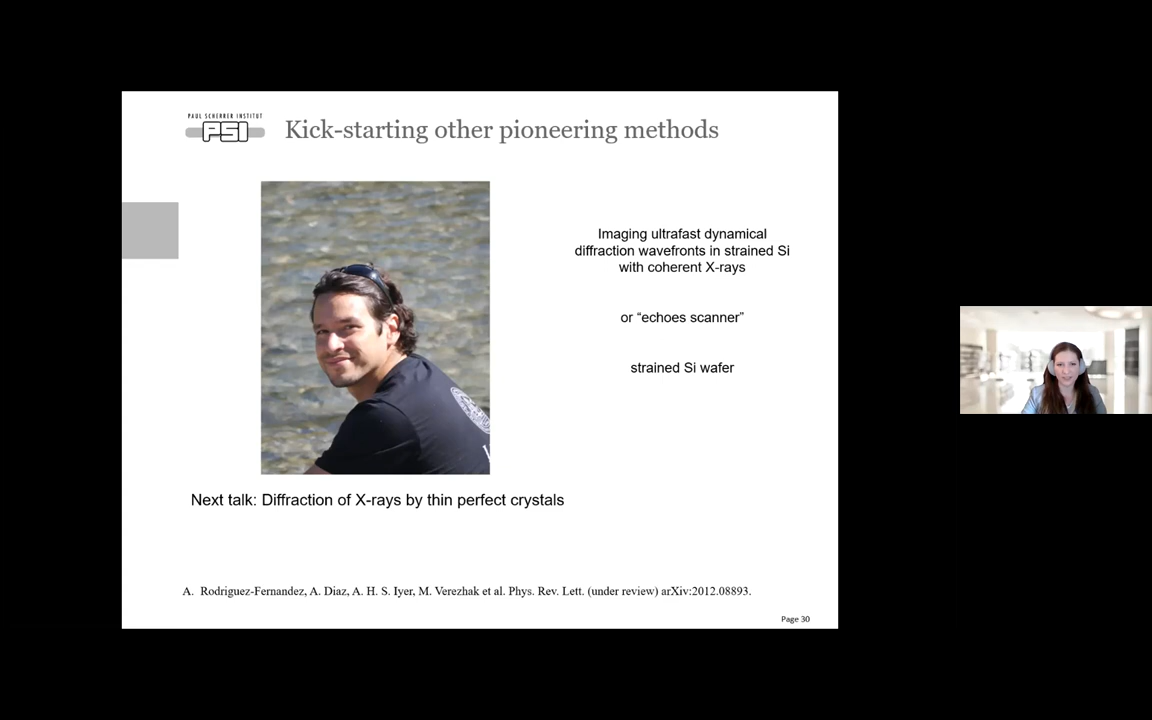 PAUL SCHERRER INSTITUT
PSI
Kick-starting other pioneering methods
Imaging ultrafast dynamical
diffraction wavefronts in strained Si
with coherent X-rays
or “echoes scanner”
strained Si wafer
Next talk: Diffraction of X-rays by thin perfect crystals
A. Rodriguez-Fernandez, A. Diaz, A. H. S. Iyer, M. Verezhak et al. Phys. Rev. Lett. (under review) arXiv:2012.08893.
Page 30